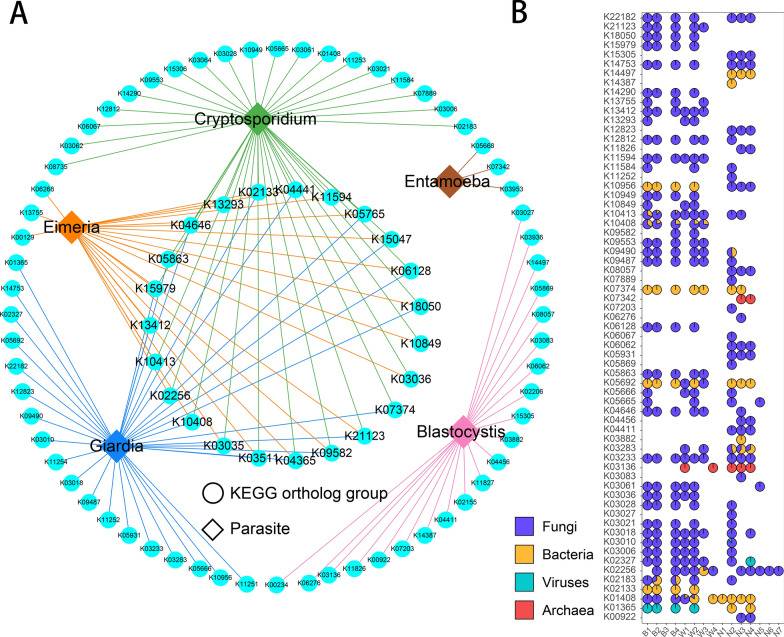 A
K10949
K05665
K03061
K01408
K03028
K11253
K03064
K03021
K15306
K11584
K09553
K07889
K14290
K03006
K12812
Cryptosporidium
K02183
K06067
K05668
K03062
K07342
K08735
Entamoeba
K03953
K06268
K02133
K04441
K11594
K13293
K05765
K03027
K13755
K04646
Eimeria
K15047
K00129
K03936
K05863
K06128
K01365
K14497
K15979
K14753
K05869
K18050
K02327
K08057
K13412
K05692
K10849
K03083
K10413
K22182
K06062
K03036
K12823
K02256
K02206
K07374
K09490
K10408
K15305
K21123
K03010
Giardia
Blastocystis
K03882
K03035
K03511
K04365
K09582
K11254
K04456
K03018
K11827
K09487
KEGG ortholog group
K02155
K11252
K04411
K05931
Parasite
K14387
K03233
K07203
K03283
K00922
K05666
K11826
K10956
K03136
K11251
K00234
K06276
B
K22182
K21123
K18050
K15979
K15305
K14753
K14497
K14387
K14290
K13755
K13412
K13293
K12823
K12812
K11826
K11594
K11584
K11252
K10956
K10949
K10849
K10413
K10408
K09582
K09553
K09490
K09487
K08057
K07889
K07374
K07342
K07203
K06276
K06128
K06067
K06062
K05931
K05869
K05863
K05692
K05666
K05665
K04646
K04456
K04411
K03882
K03283
K03233
K03136
K03083
K03061
K03036
K03028
K03027
K03021
K03018
K03010
K03006
K02327
K02256
K02183
K02133
K01408
K01365
K00922
Fungi
Bacteria
Viruses
Archaea